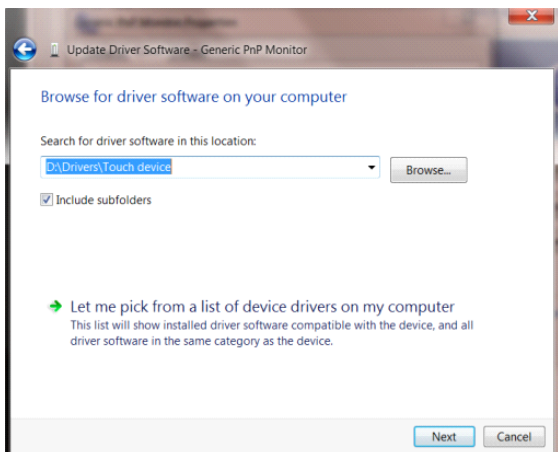 Update Driver Software - Generic PnP Monitor
Browse for driver software on your computer
Search for driver software in this location:
D:\Drivers\Touch device
Browse...
Include subfolders
Let me pick from a list of device drivers on my computer
This list will show installed driver software compatible with the device, and all
driver software in the same category as the device.
Next
Cancel